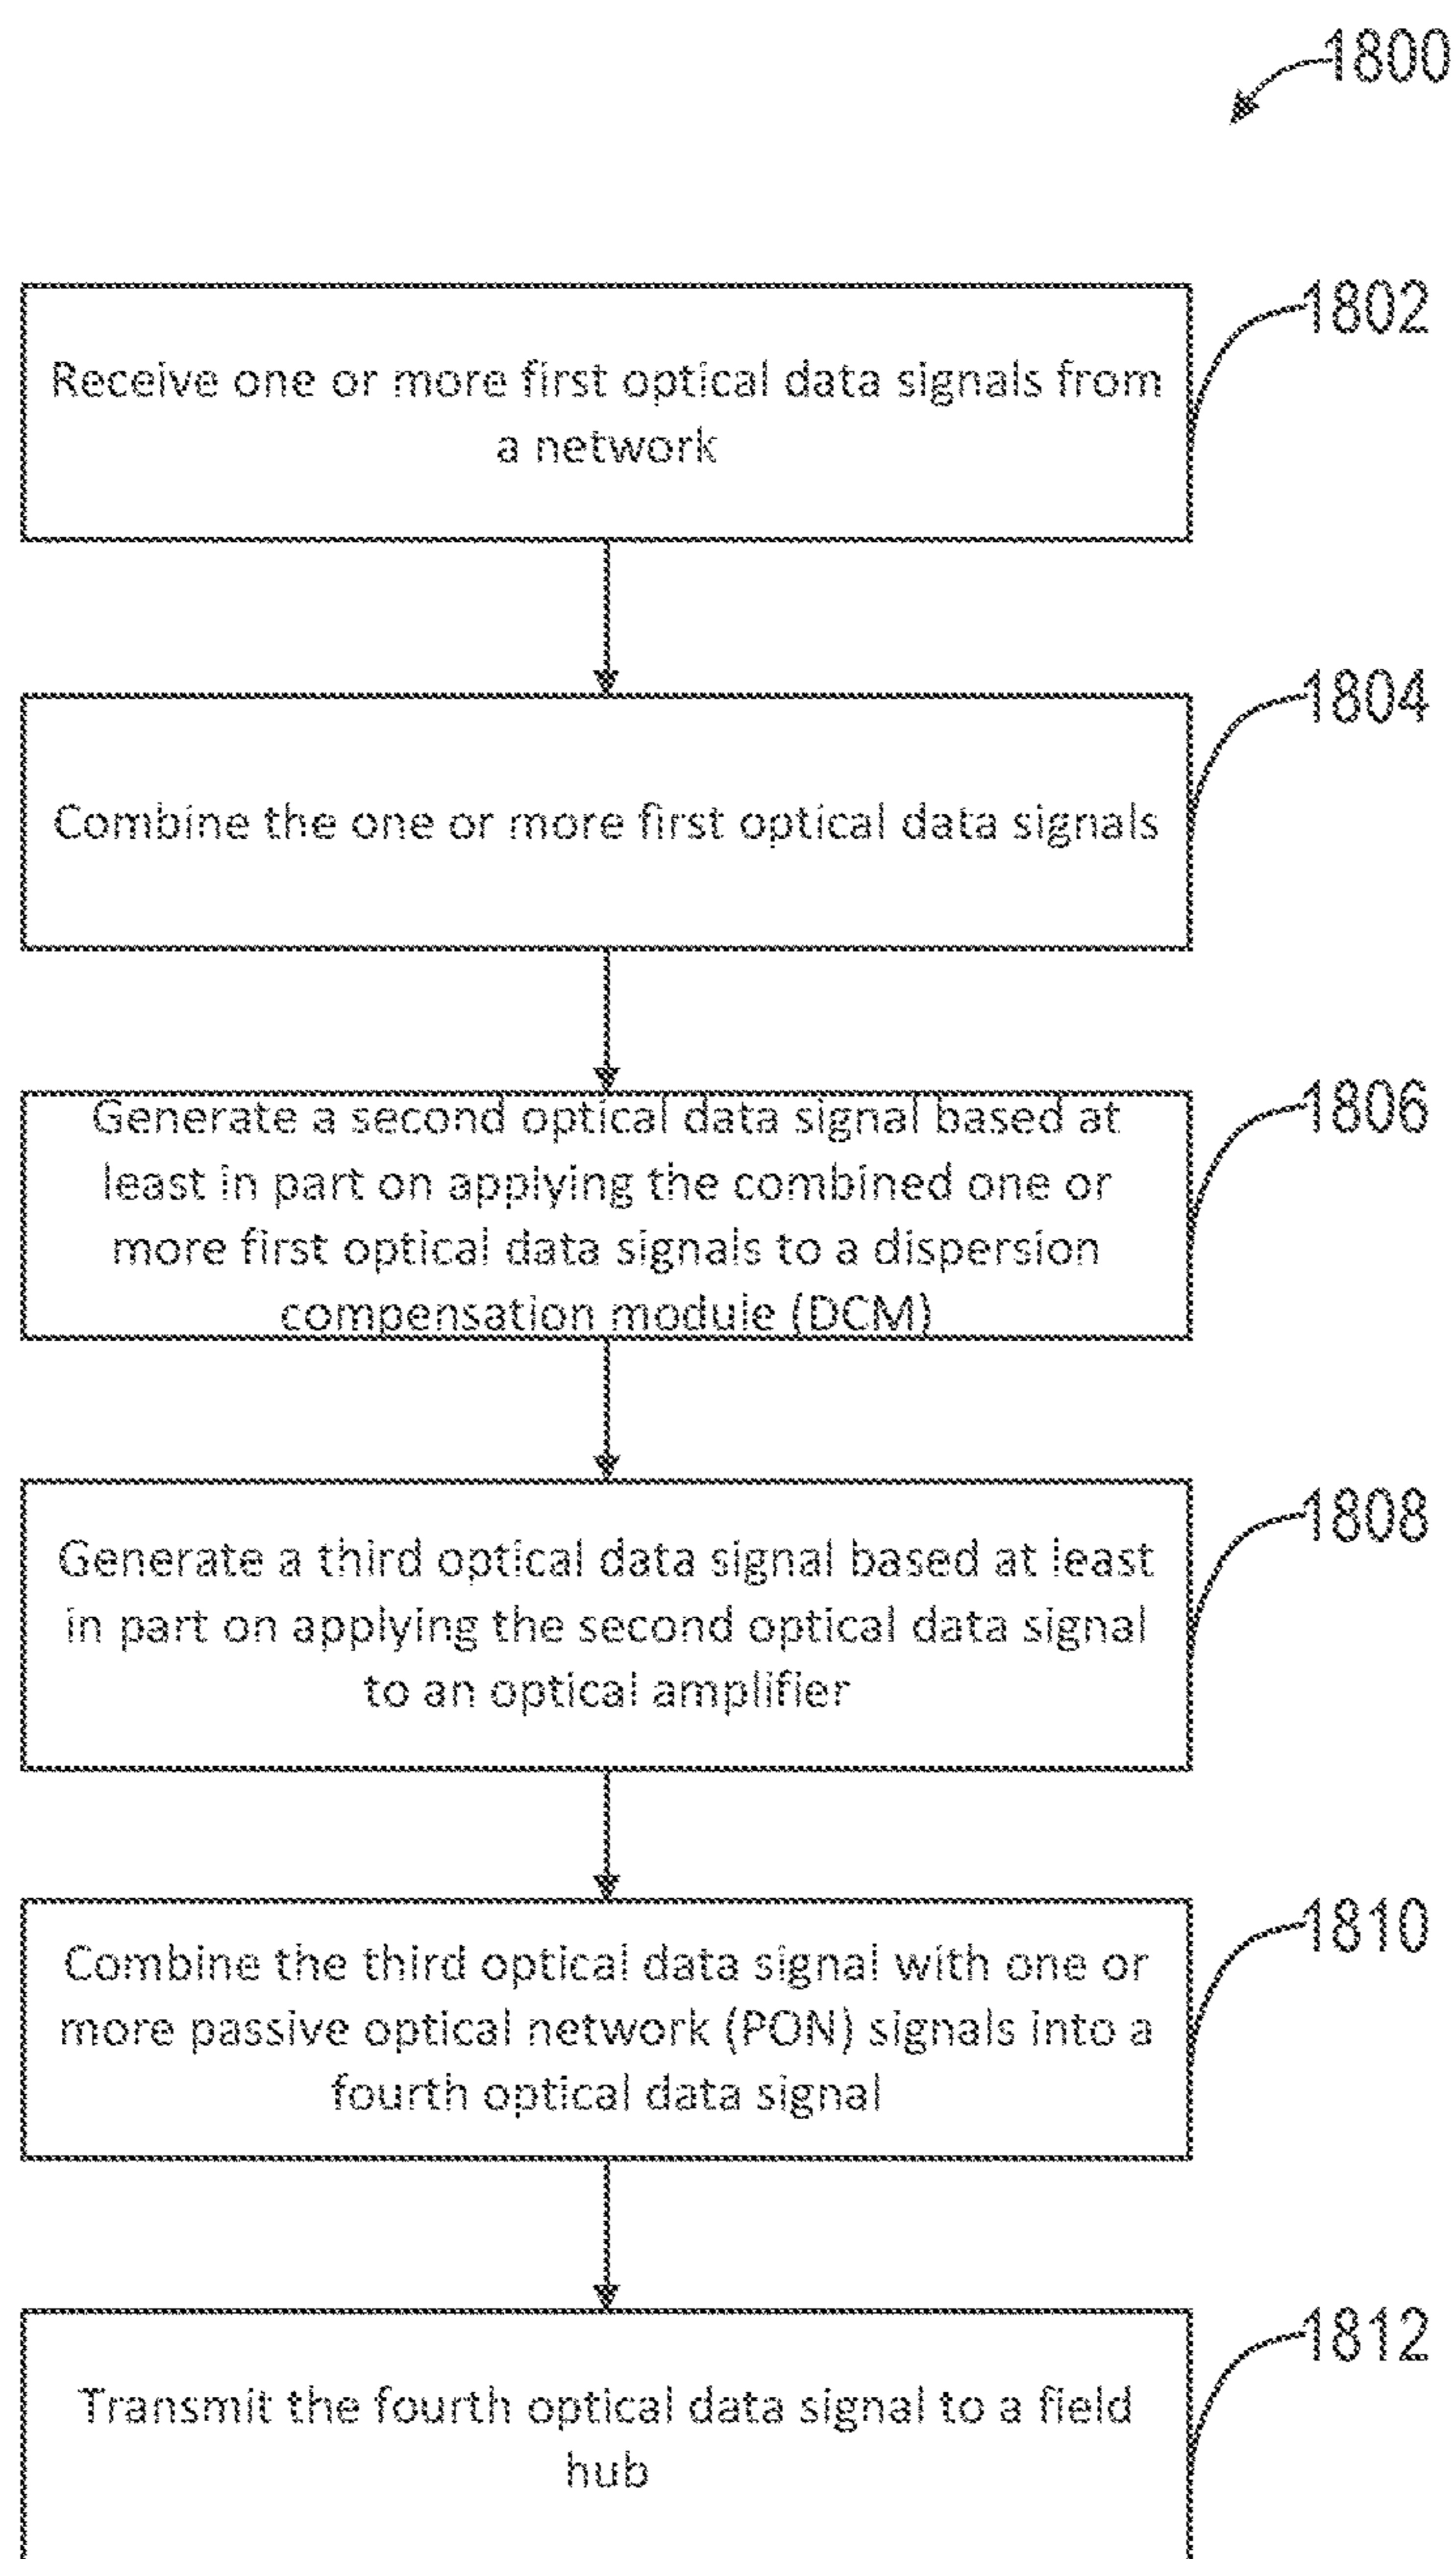 1800
1802
Receive one or more first optical data signals from
a network
1804
Combine the one or more first optical data signals
1806
Generate a second optical data signal based at
least in part on applying the combined one or
more first optical data signals to a dispersion
compensation module (DCM)
1808
Generate a third optical data signal based at least
in part on applying the second optical data signal
to an optical amplifier
1810
Combine the third optical data signal with one or
more passive optical network (PON) signals into a
fourth optical data signal
1812
Transmit the fourth optical data signal to a field
hub